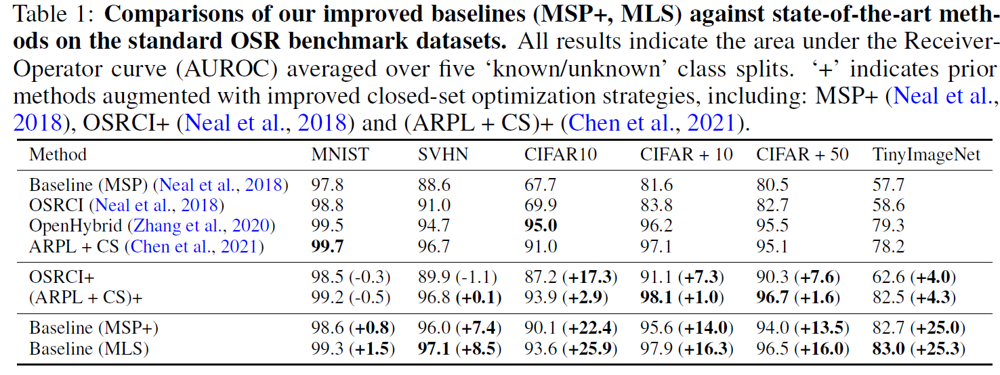 Table 1: Comparisons of our improved baselines (MSP+, MLS) against state-of-the-art meth-
ods on the standard OSR benchmark datasets. All results indicate the area under the Receiver-
Operator curve (AUROC) averaged over five ‘known/unknown’ class splits. ‘+’ indicates prior
methods augmented with improved closed-set optimization strategies, including: MSP+ (Neal et al.,
2018), OSRCI+ (Neal et al., 2018) and (ARPL + CS)+ (Chen et al., 2021).
Method MNIST SVHN CIFAR10 CIFAR + 10 CIFAR + 50 TinyImageNet
Baseline (MSP) (Neal et al., 2018) 97.8 88.6 67.7 81.6 80.5 57.7
OSRCI (Neal et al., 2018) 98.8 91.0 69.9 83.8 82.7 58.6
OpenHybrid (Zhang et al., 2020) 99.5 94.7 95.0 96.2 95.5 79.3
ARPL + CS (Chen et al., 2021) 99.7 96.7 91.0 97.1 95.1 78.2
OSRCI+ 98.5 (-0.3) 89.9 (-1.1) 87.2 (+17.3) 91.1 (+7.3) 90.3 (+7.6) 62.6 (+4.0)
(ARPL + CS)+ 99.2 (-0.5) 96.8 (+0.1) 93.9 (+2.9) 98.1 (+1.0) 96.7 (+1.6) 82.5 (+4.3)
Baseline (MSP+) 98.6 (+0.8) 96.0 (+7.4) 90.1 (+22.4) 95.6 (+14.0) 94.0 (+13.5) 82.7 (+25.0)
Baseline (MLS) 99.3 (+1.5) 97.1 (+8.5) 93.6 (+25.9) 97.9 (+16.3) 96.5 (+16.0) 83.0 (+25.3)